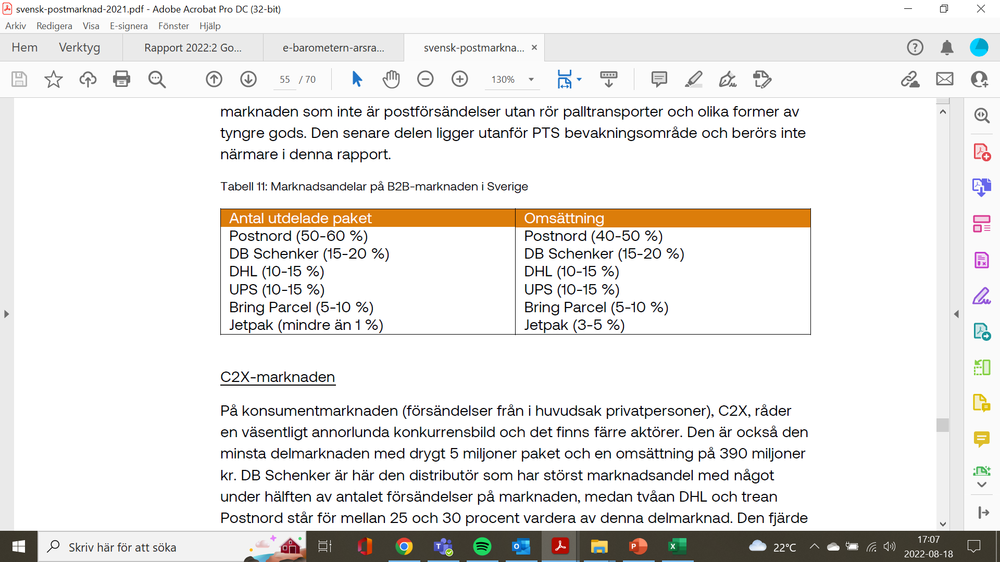 svensk-postmarknad-2021.pdf - Adobe Acrobat Pro DC (32-bit)
Arkiv Redigera Visa E-signera Fönster Hjälp
Hem Verktyg Rapport 2022:2 Go... e-barometern-arsra... svensk-postmarkna...
55 / 70 130%
marknaden som inte är postförsändelser utan rör palltransporter och olika former av
tyngre gods. Den senare delen ligger utanför PTS bevakningsområde och berörs inte
närmare i denna rapport.
Tabell 11: Marknadsandelar på B2B-marknaden i Sverige
Antal utdelade paket Omsättning
Postnord (50-60 %) Postnord (40-50 %)
DB Schenker (15-20 %) DB Schenker (15-20 %)
DHL (10-15 %) DHL (10-15 %)
UPS (10-15 %) UPS (10-15 %)
Bring Parcel (5-10 %) Bring Parcel (5-10 %)
Jetpak (mindre än 1 %) Jetpak (3-5 %)
C2X-marknaden
På konsumentmarknaden (försändelser från i huvudsak privatpersoner), C2X, råder
en väsentligt annorlunda konkurrensbild och det finns färre aktörer. Den är också den
minsta delmarknaden med drygt 5 miljoner paket och en omsättning på 390 miljoner
kr. DB Schenker är här den distributör som har störst marknadsandel med något
under hälften av antalet försändelser på marknaden, medan tvåan DHL och trean
Postnord står för mellan 25 och 30 procent vardera av denna delmarknad. Den fjärde
Skriv här för att söka
22°C
17:07
2022-08-18